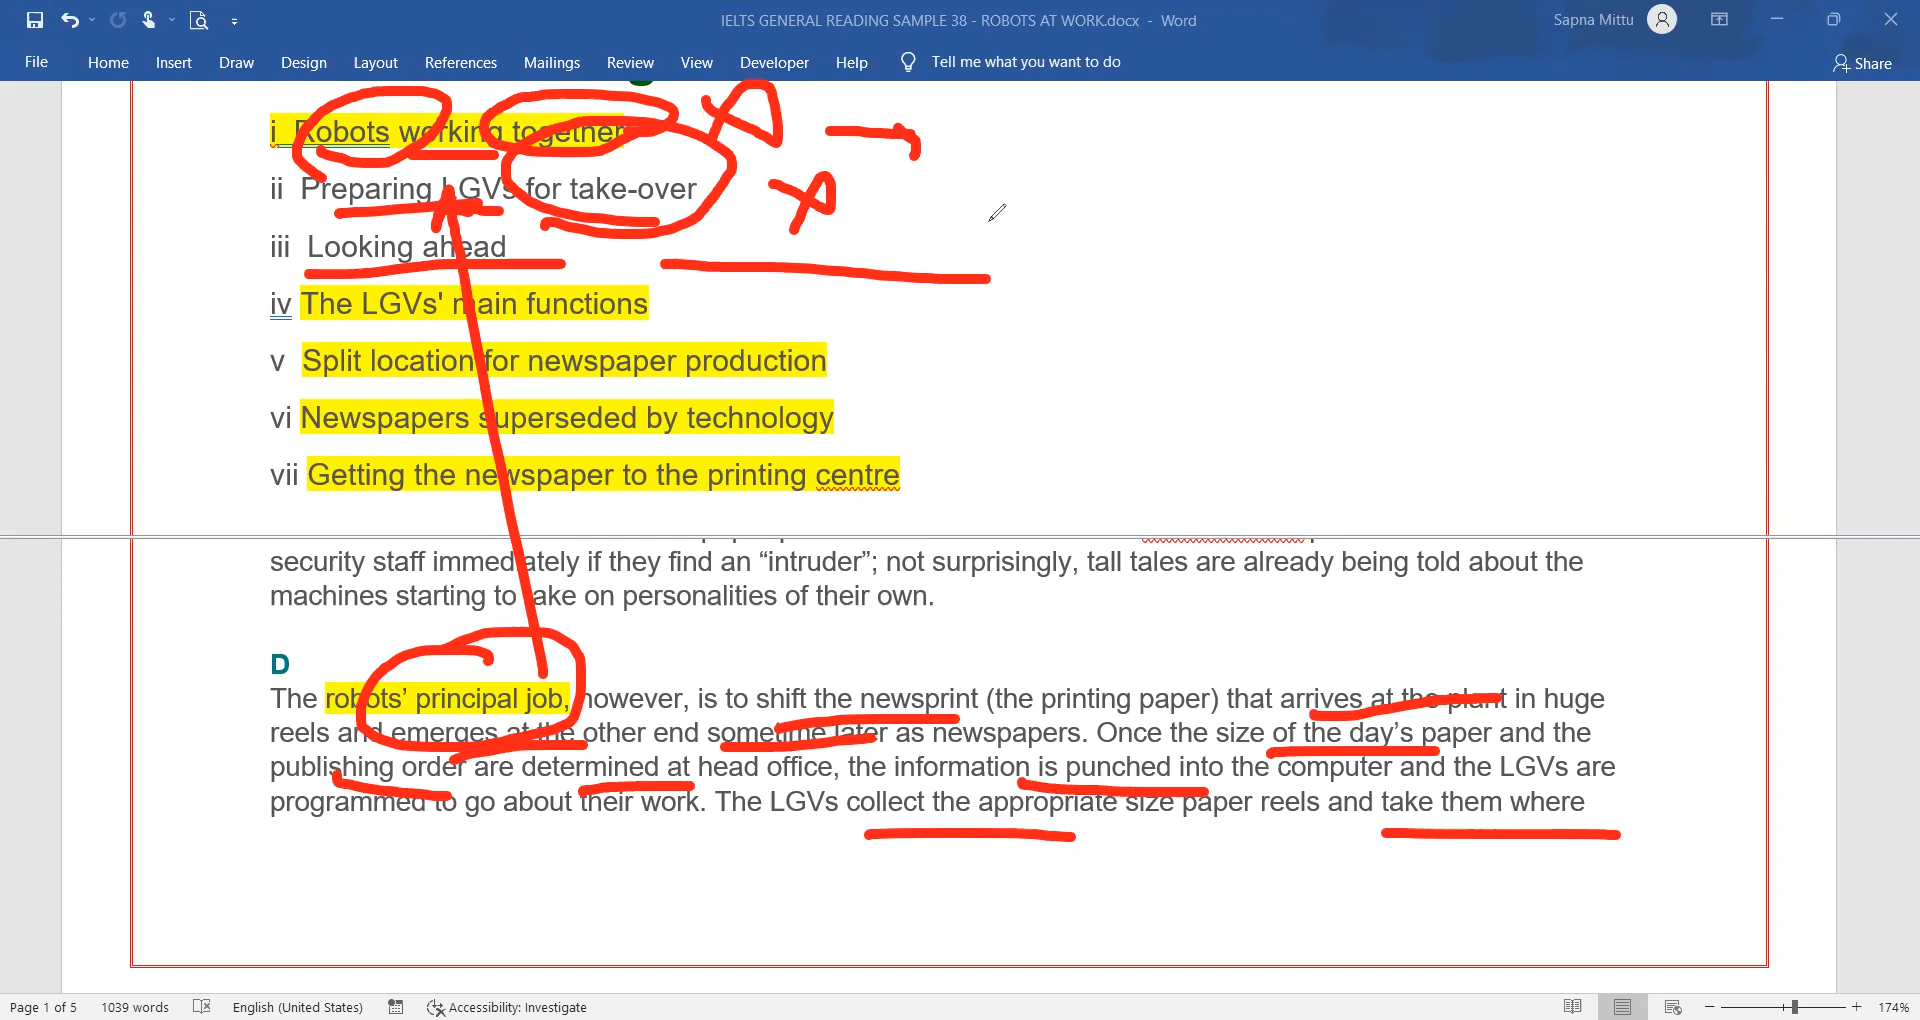 IELTS GENERAL READING SAMPLE 38 - ROBOTS AT WORK.docx - Word
Sapna Mittu
File Home Insert Draw Design Layout References Mailings Review View Developer Help Tell me what you want to do
Share
i Robots working together
ii Preparing LGVs for take-over
iii Looking ahead
iv The LGVs' main functions
v Split location for newspaper production
vi Newspapers superseded by technology
vii Getting the newspaper to the printing centre
security staff immediately if they find an “intruder”; not surprisingly, tall tales are already being told about the
machines starting to take on personalities of their own.
D
The robots’ principal job, however, is to shift the newsprint (the printing paper) that arrives at the plant in huge
reels and emerges at the other end sometime later as newspapers. Once the size of the day’s paper and the
publishing order are determined at head office, the information is punched into the computer and the LGVs are
programmed to go about their work. The LGVs collect the appropriate size paper reels and take them where
Page 1 of 5 1039 words English (United States) Accessibility: Investigate 174%